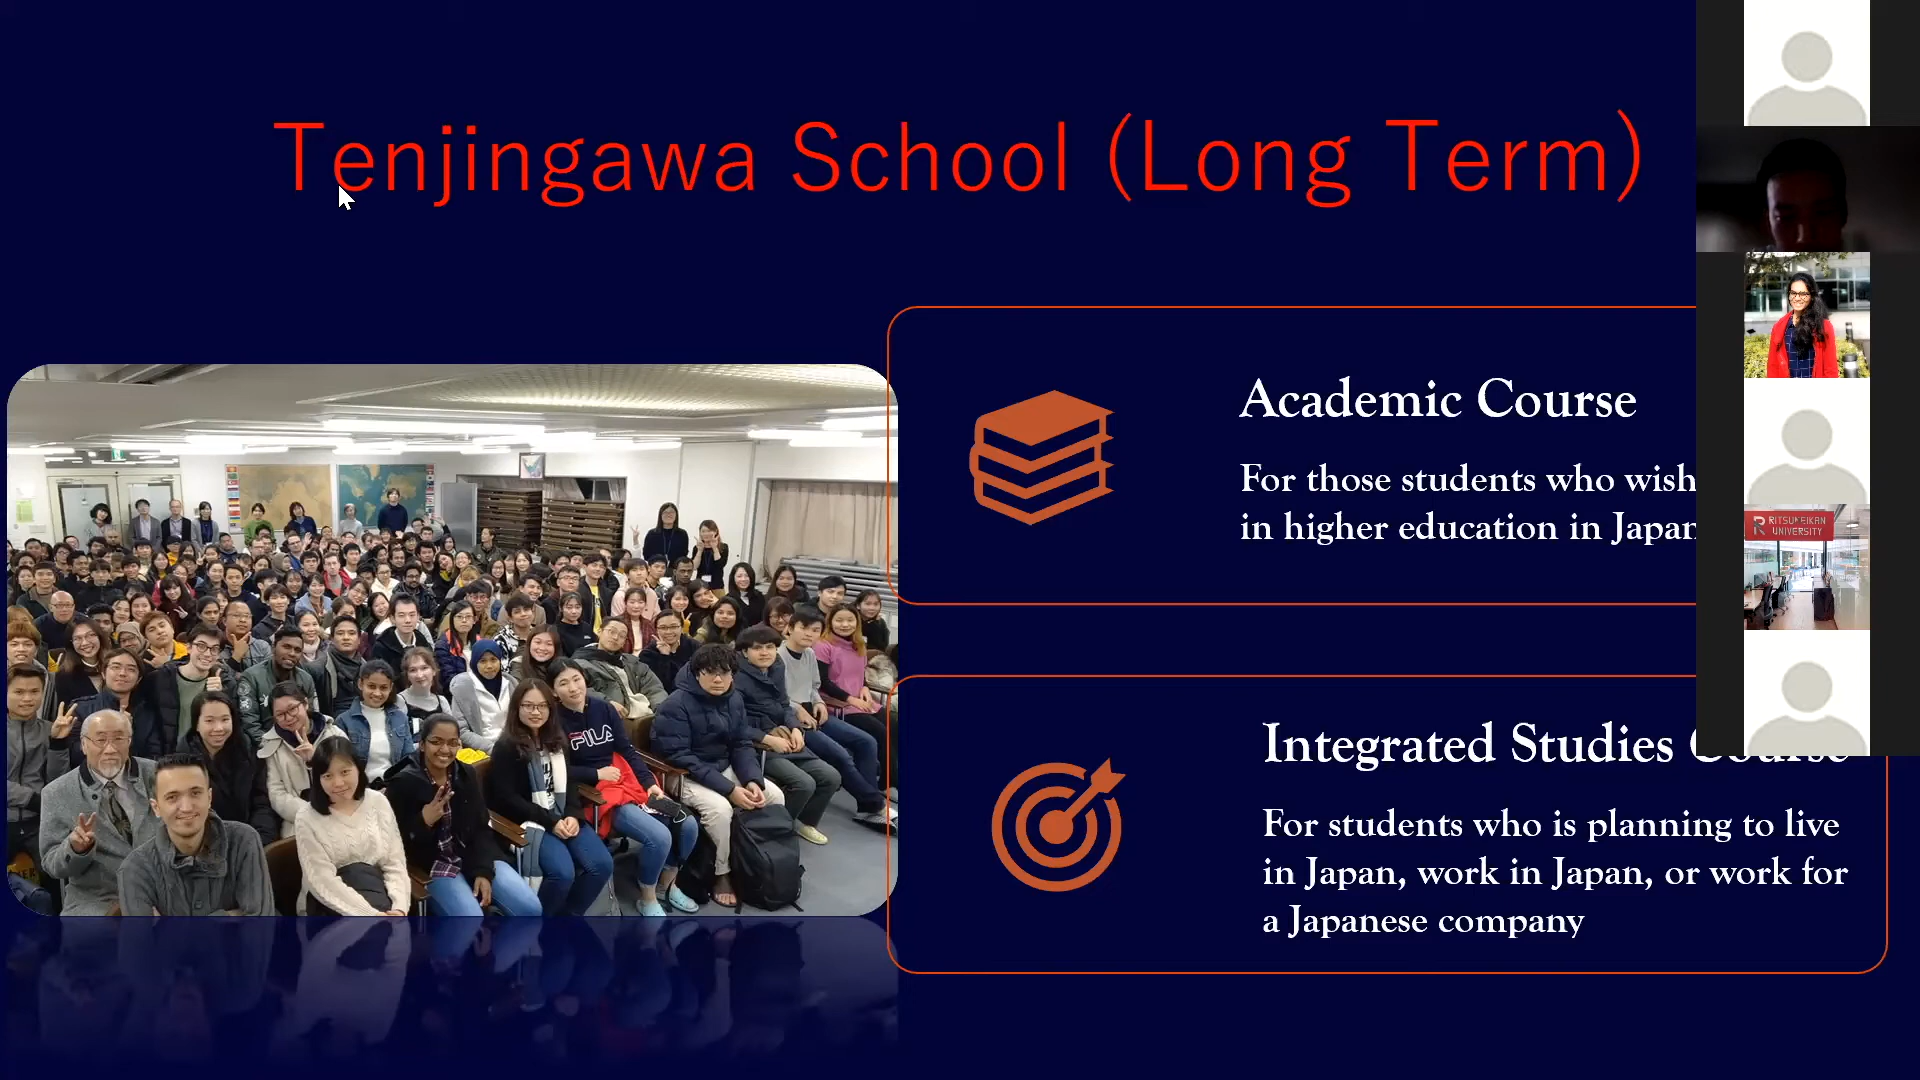 Tenjingawa School (Long Term)
Academic Course
For those students who wish
in higher education in Japan
Integrated Studies Course
For students who is planning to live
in Japan, work in Japan, or work for
a Japanese company
FILA
RITSUMEIKAN
UNIVERSITY